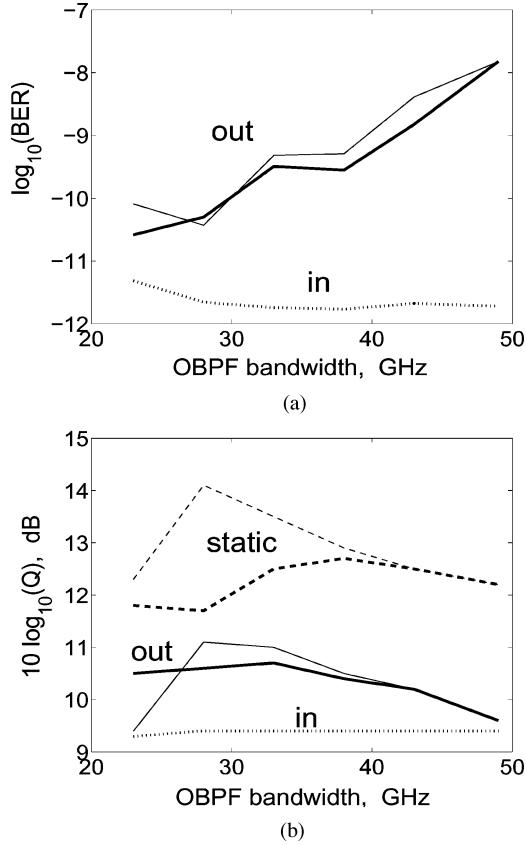 −7
−8
−9
−10
−11
−12
log10(BER)
out
in
20 30 40 50
OBPF bandwidth, GHz
(a)
15
14
13
12
11
10
9
10 log10(Q), dB
static
out
in
20 30 40 50
OBPF bandwidth, GHz
(b)